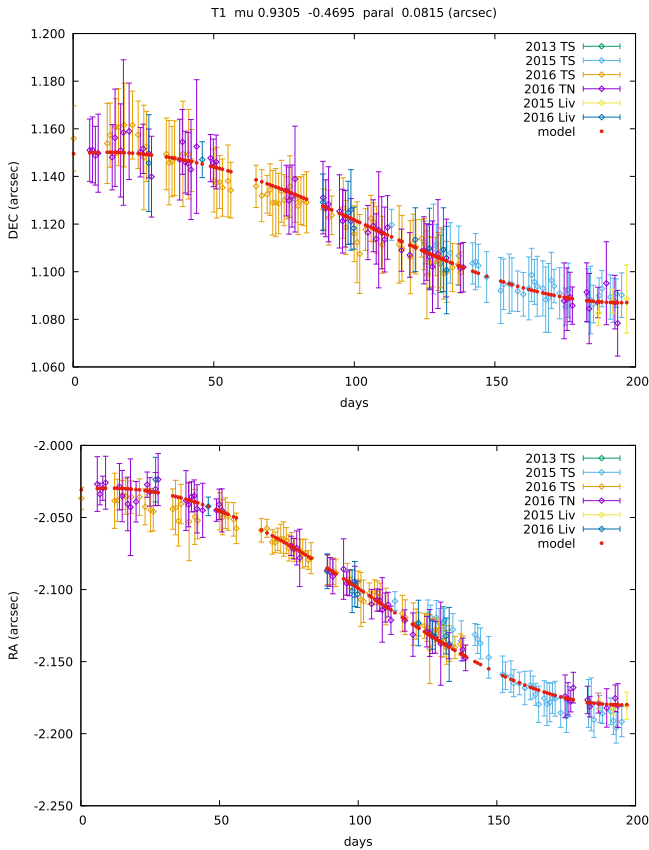 T1 mu 0.9305 -0.4695 paral 0.0815 (arcsec)
1.200
1.180
1.160
1.140
1.120
1.100
1.080
1.060
DEC (arcsec)
2013 TS
2015 TS
2016 TS
2016 TN
2015 Liv
2016 Liv
model
0 50 100 150 200
days
-2.000
-2.050
-2.100
-2.150
-2.200
-2.250
RA (arcsec)
2013 TS
2015 TS
2016 TS
2016 TN
2015 Liv
2016 Liv
model
0 50 100 150 200
days